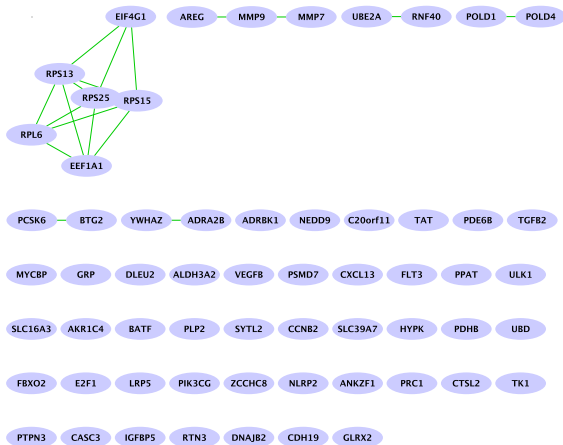 EIF4G1 AREG MMP9 MMP7 UBE2A RNF40 POLD1 POLD4
RPS13
RPS25 RPS15
RPL6
EEF1A1
PCSK6 BTG2 YWHAZ ADRA2B ADRBK1 NEDD9 C20orf11 TAT PDE6B TGFB2
MYCBP GRP DLEU2 ALDH3A2 VEGFB PSMD7 CXCL13 FLT3 PPAT ULK1
SLC16A3 AKR1C4 BATF PLP2 SYTL2 CCNB2 SLC39A7 HYPK PDHB UBD
FBXO2 E2F1 LRP5 PIK3CG ZCCHC8 NLRP2 ANKZF1 PRC1 CTSL2 TK1
PTPN3 CASC3 IGFBP5 RTN3 DNAJB2 CDH19 GLRX2